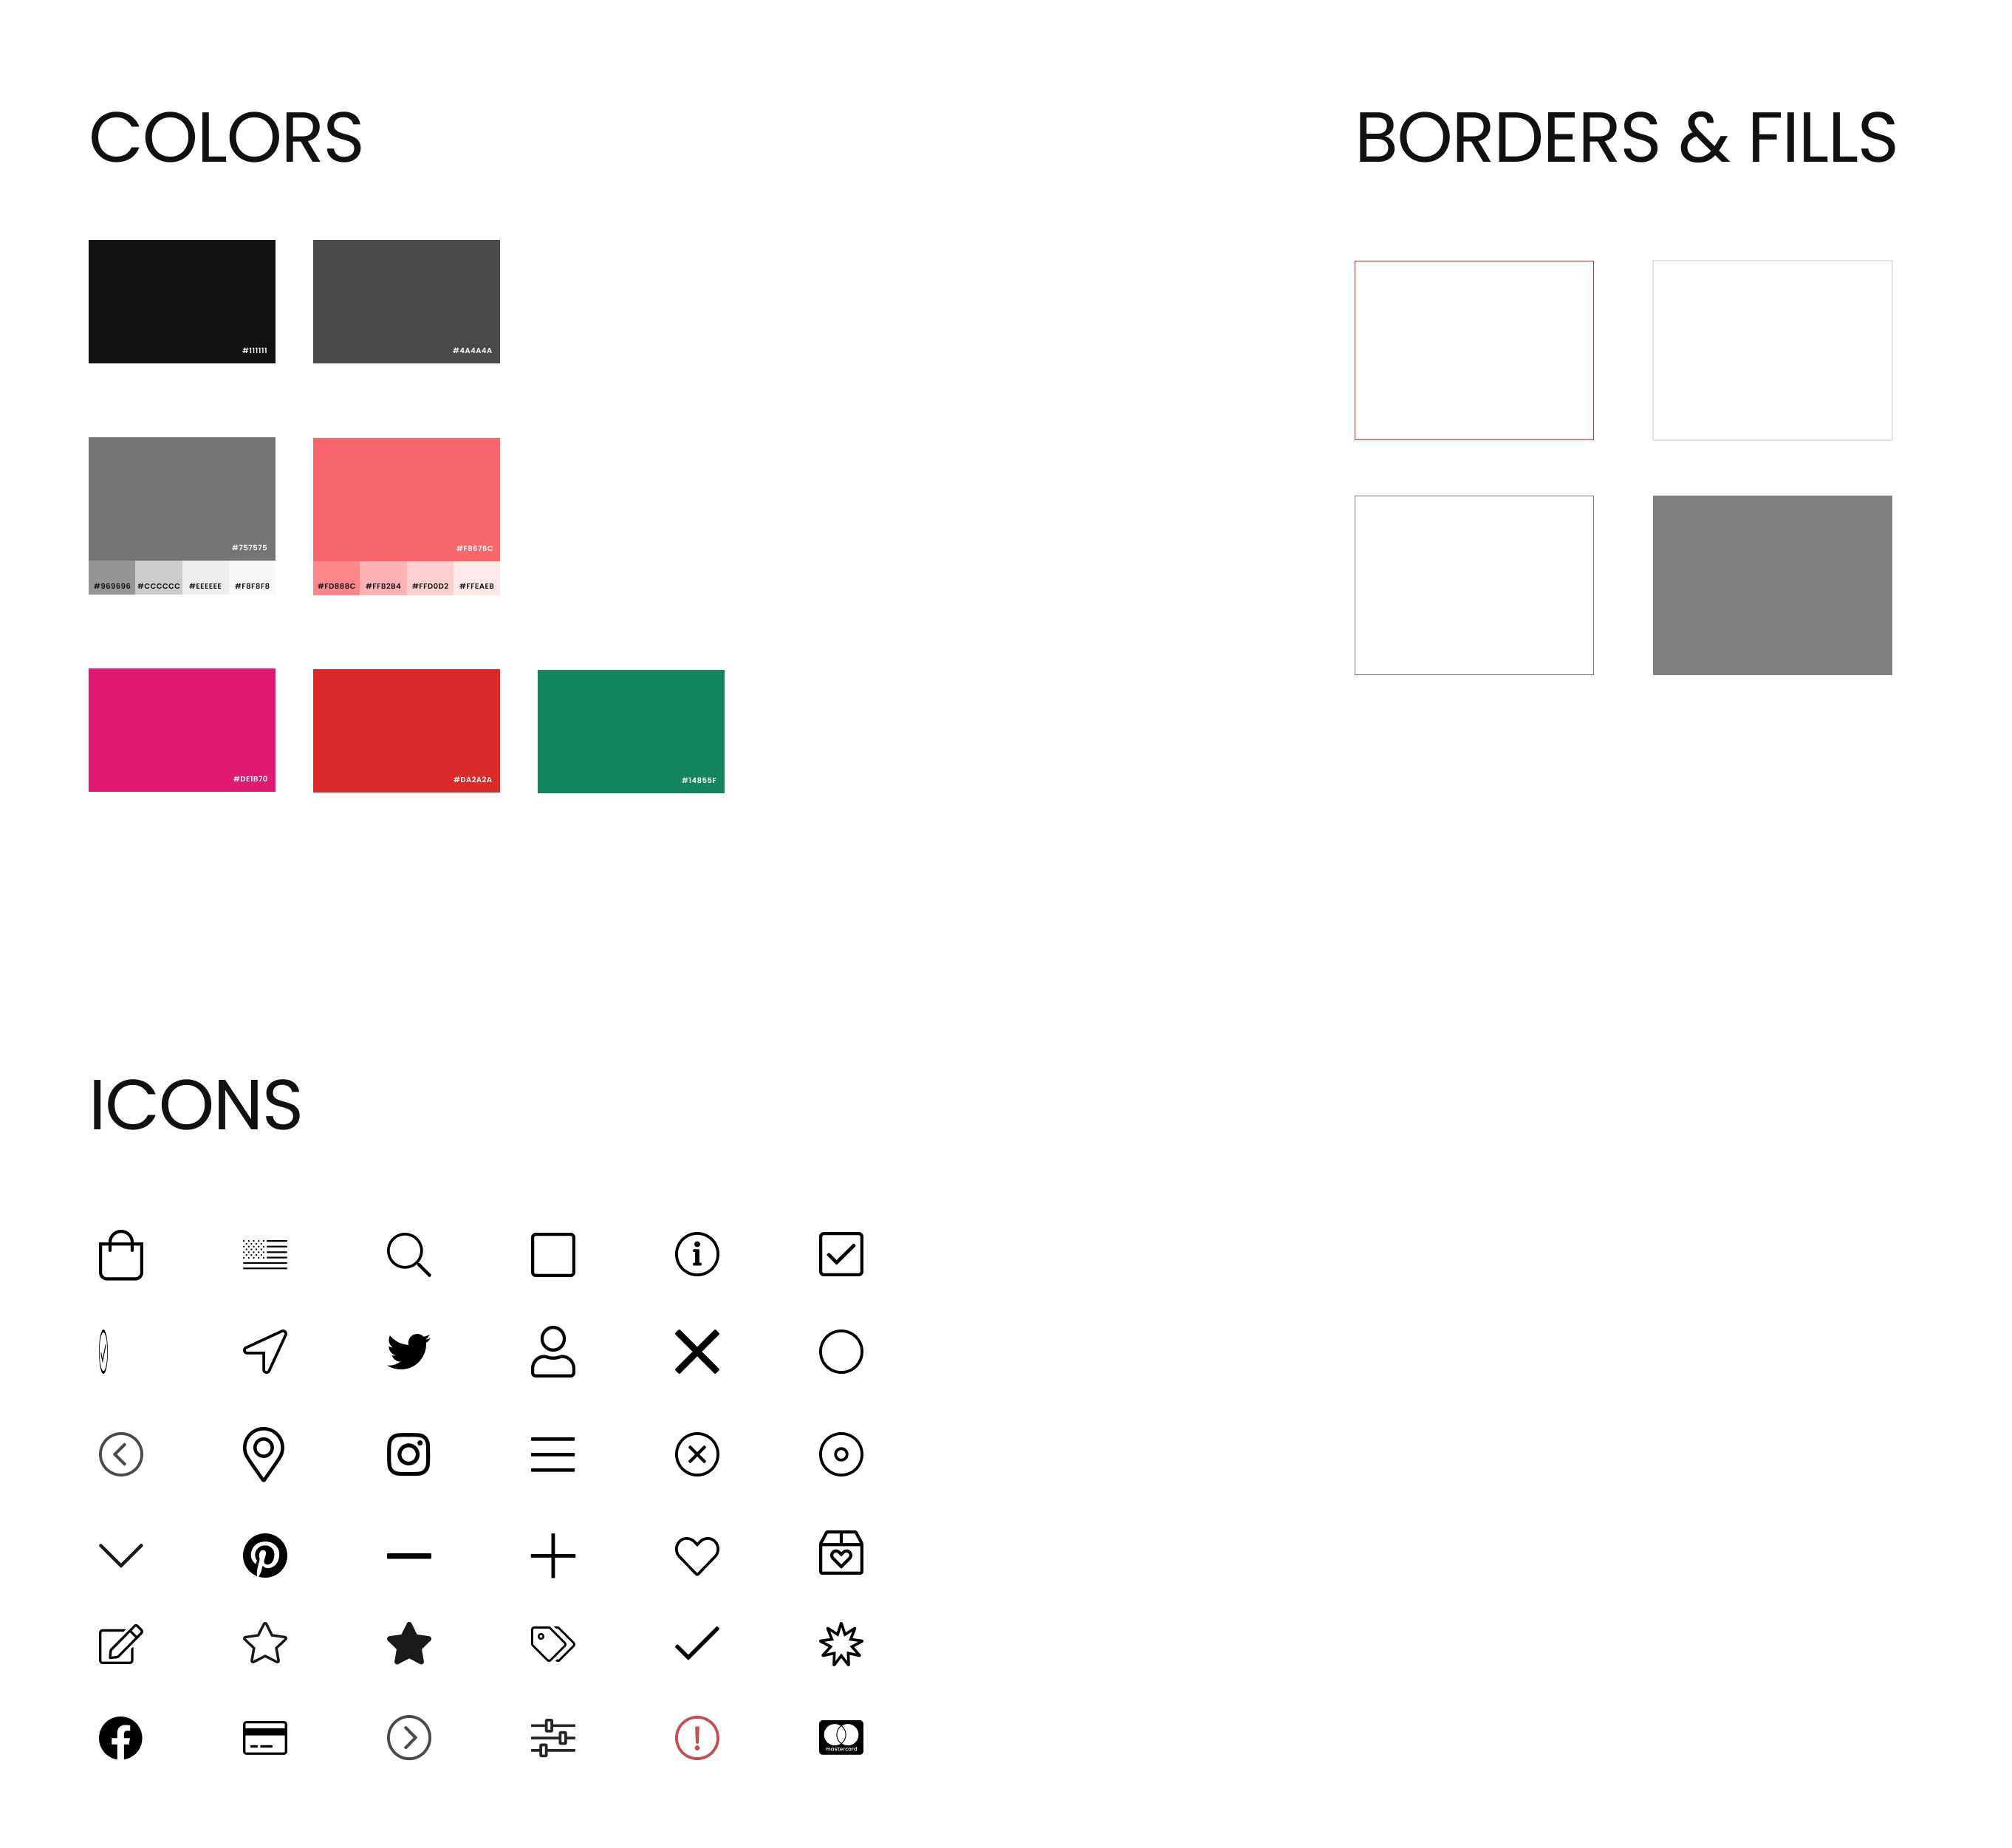 COLORS
BORDERS & FILLS
#111111
#4A4A4A
#757575
#F8676C
#969696
#CCCCCC
#EEEEEE
#F8F8F8
#FD888C
#FFB2B4
#FFD0D2
#FFEAEB
#DE1B70
#DA2A2A
#14855F
ICONS
mastercard